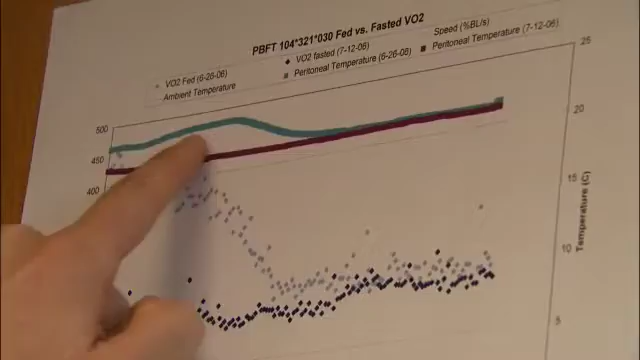 PBFT 104*321*030 Fed vs. Fasted VO2
VO2 Fed (6-26-06)
VO2 fasted (7-12-06)
Speed (%BL/s)
Ambient Temperature
Peritoneal Temperature (6-26-06)
Peritoneal Temperature (7-12-06)
500
450
400
25
20
15
10
5
Temperature (C)